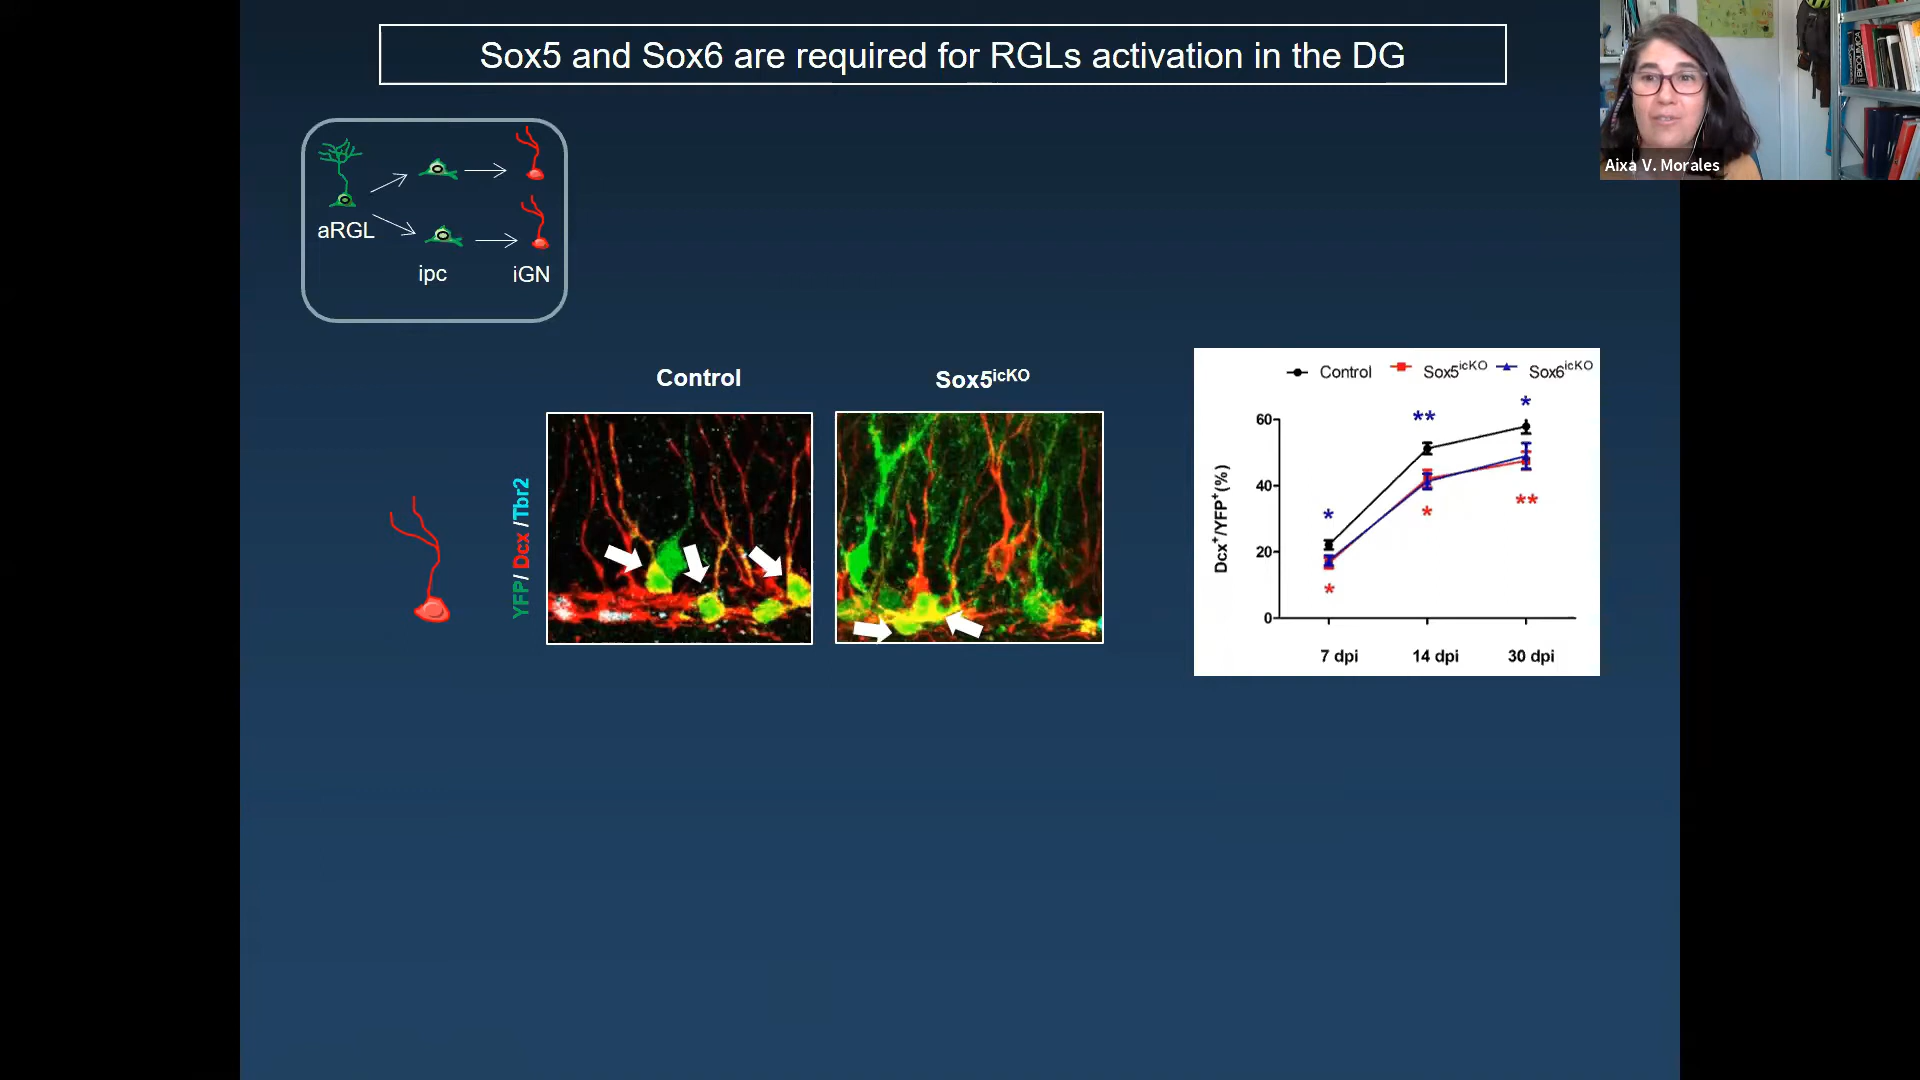 Sox5 and Sox6 are required for RGLs activation in the DG
Aixa V. Morales
aRGL
ipc
iGN
Control
Sox5icKO
YFP/ Dcx /Tbr2
Control
Sox5icKO
Sox6icKO
Dcx+/YFP+(%)
60
40
20
0
*
**
*
*
*
**
7 dpi
14 dpi
30 dpi
BIOQUIMICA